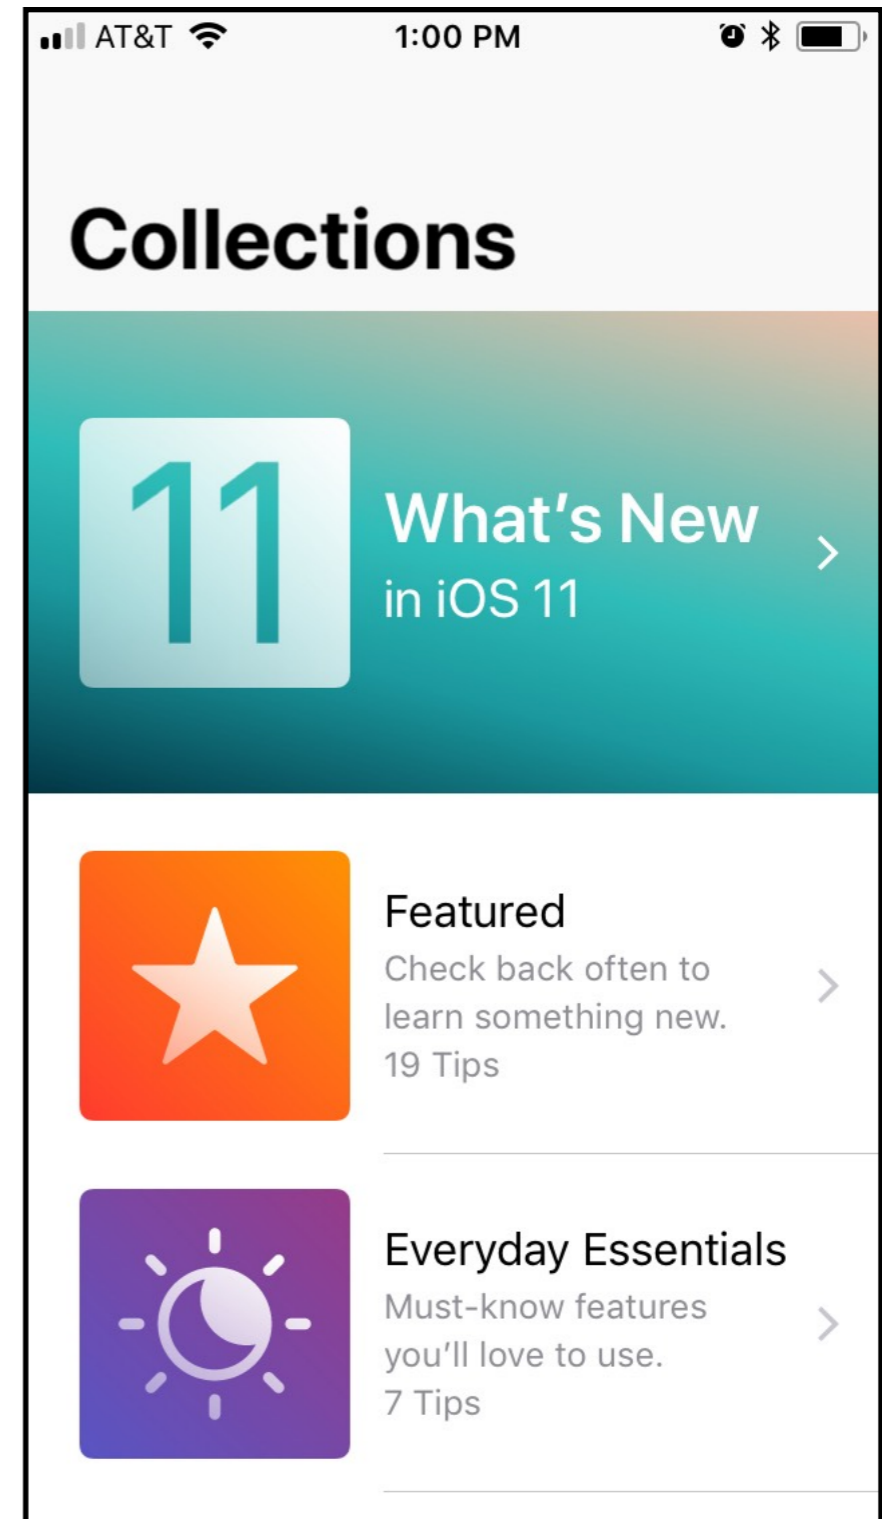 AT&T 1:00 PM
Collections
11
What's New
in iOS 11
Featured
Check back often to
learn something new.
19 Tips
Everyday Essentials
Must-know features
you'll love to use.
7 Tips